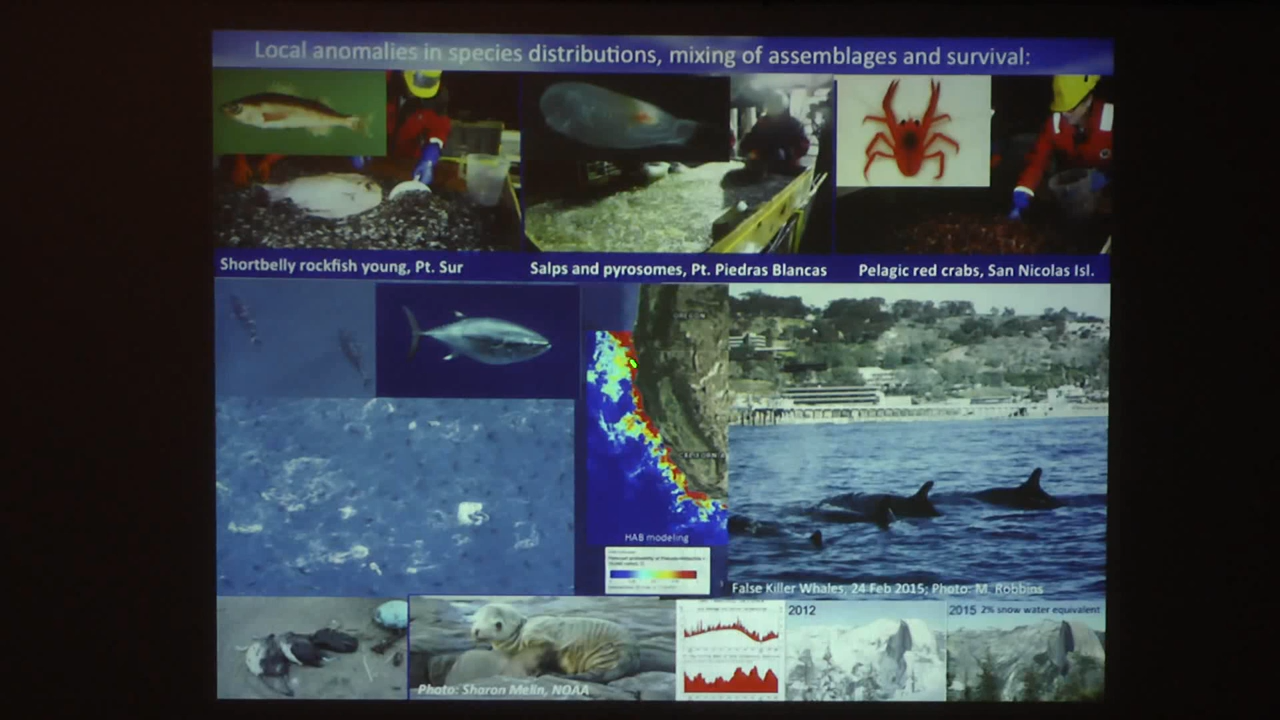 Local anomalies in species distributions, mixing of assemblages and survival:
Shortbelly rockfish young, Pt. Sur
Salps and pyrosomes, Pt. Piedras Blancas
Pelagic red crabs, San Nicolas Isl.
OREGON
CALIFORNIA
HAB modeling
False Killer Whales, 24 Feb 2015; Photo: M. Robbins
Photo: Sharon Melin, NOAA
2012
2015 2% snow water equivalent